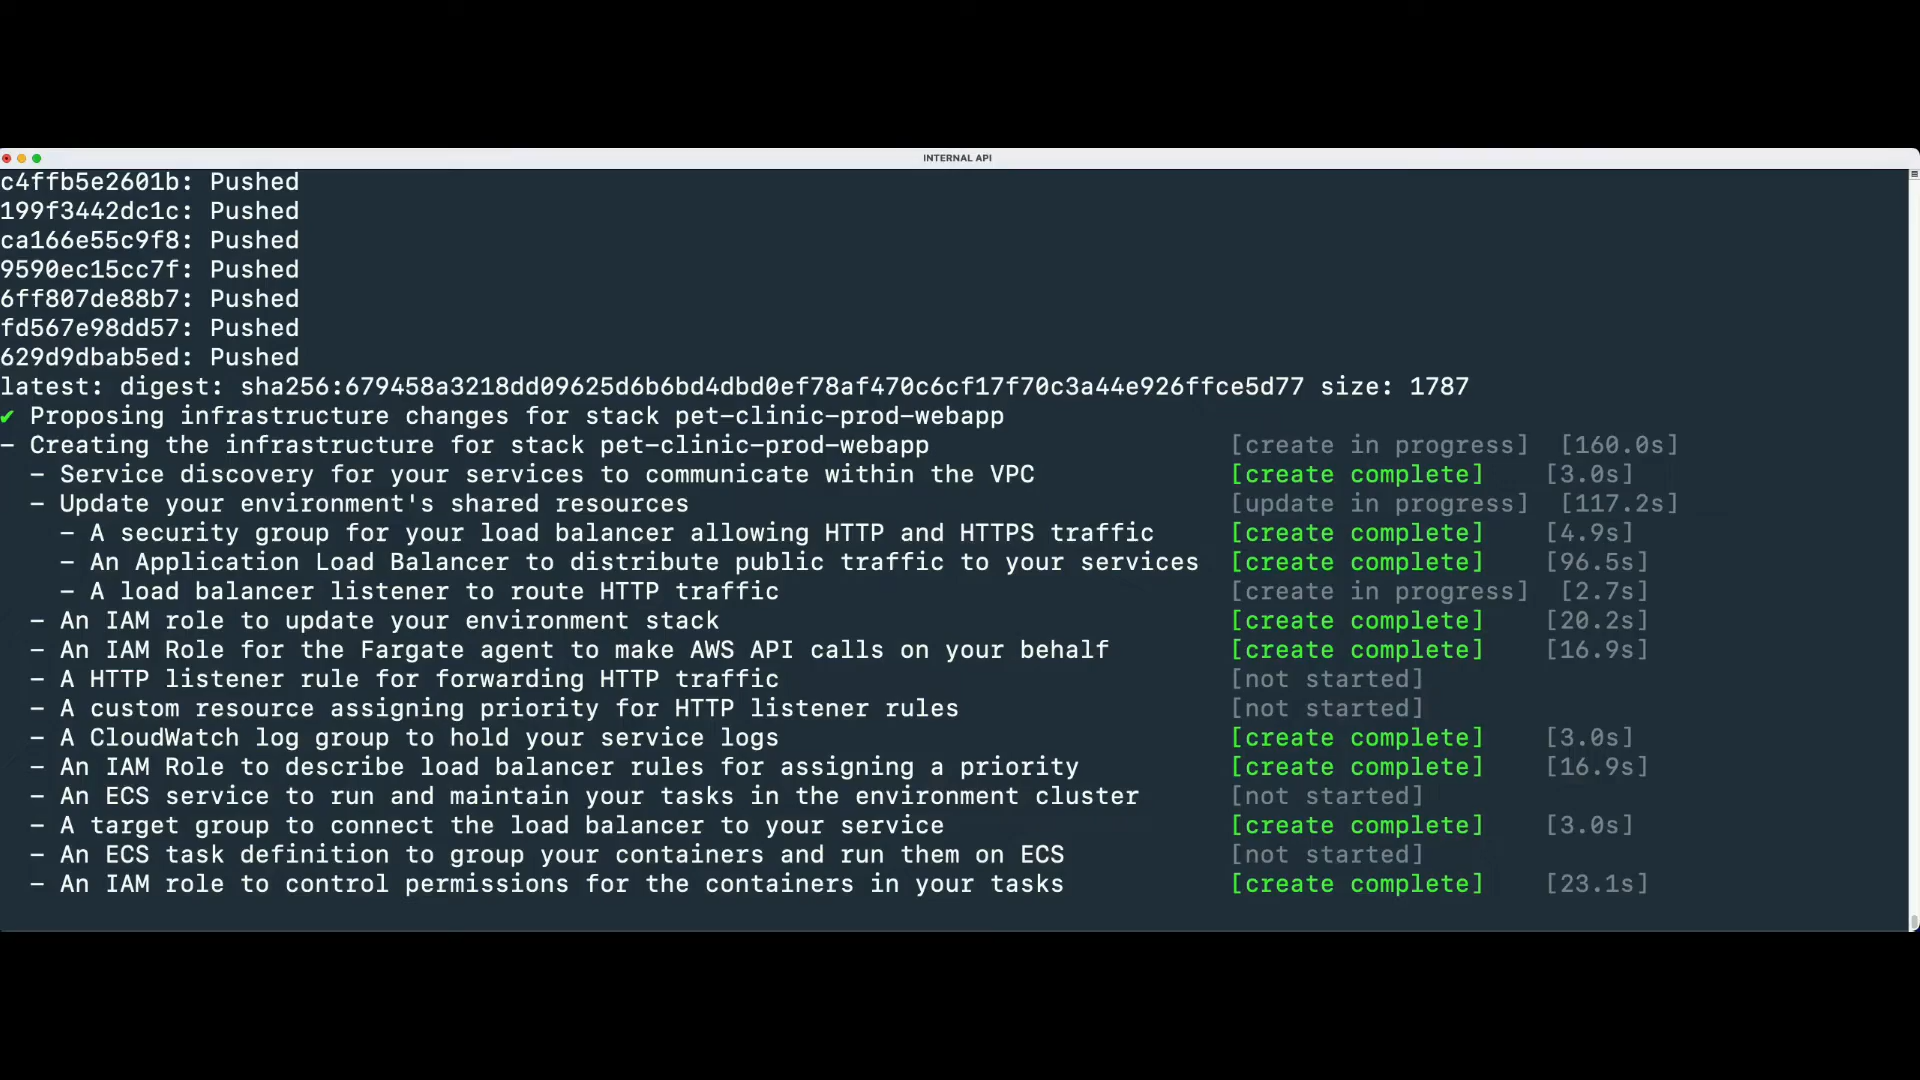 INTERNAL API
c4ffb5e2601b: Pushed
199f3442dc1c: Pushed
ca166e55c9f8: Pushed
9590ec15cc7f: Pushed
6ff807de88b7: Pushed
fd567e98dd57: Pushed
629d9dbab5ed: Pushed
latest: digest: sha256:679458a3218dd09625d6b6bd4dbd0ef78af470c6cf17f70c3a44e926ffce5d77 size: 1787
✔ Proposing infrastructure changes for stack pet-clinic-prod-webapp
– Creating the infrastructure for stack pet-clinic-prod-webapp [create in progress] [160.0s]
– Service discovery for your services to communicate within the VPC [create complete] [3.0s]
– Update your environment's shared resources [update in progress] [117.2s]
– A security group for your load balancer allowing HTTP and HTTPS traffic [create complete] [4.9s]
– An Application Load Balancer to distribute public traffic to your services [create complete] [96.5s]
– A load balancer listener to route HTTP traffic [create in progress] [2.7s]
– An IAM role to update your environment stack [create complete] [20.2s]
– An IAM Role for the Fargate agent to make AWS API calls on your behalf [create complete] [16.9s]
– A HTTP listener rule for forwarding HTTP traffic [not started]
– A custom resource assigning priority for HTTP listener rules [not started]
– A CloudWatch log group to hold your service logs [create complete] [3.0s]
– An IAM Role to describe load balancer rules for assigning a priority [create complete] [16.9s]
– An ECS service to run and maintain your tasks in the environment cluster [not started]
– A target group to connect the load balancer to your service [create complete] [3.0s]
– An ECS task definition to group your containers and run them on ECS [not started]
– An IAM role to control permissions for the containers in your tasks [create complete] [23.1s]